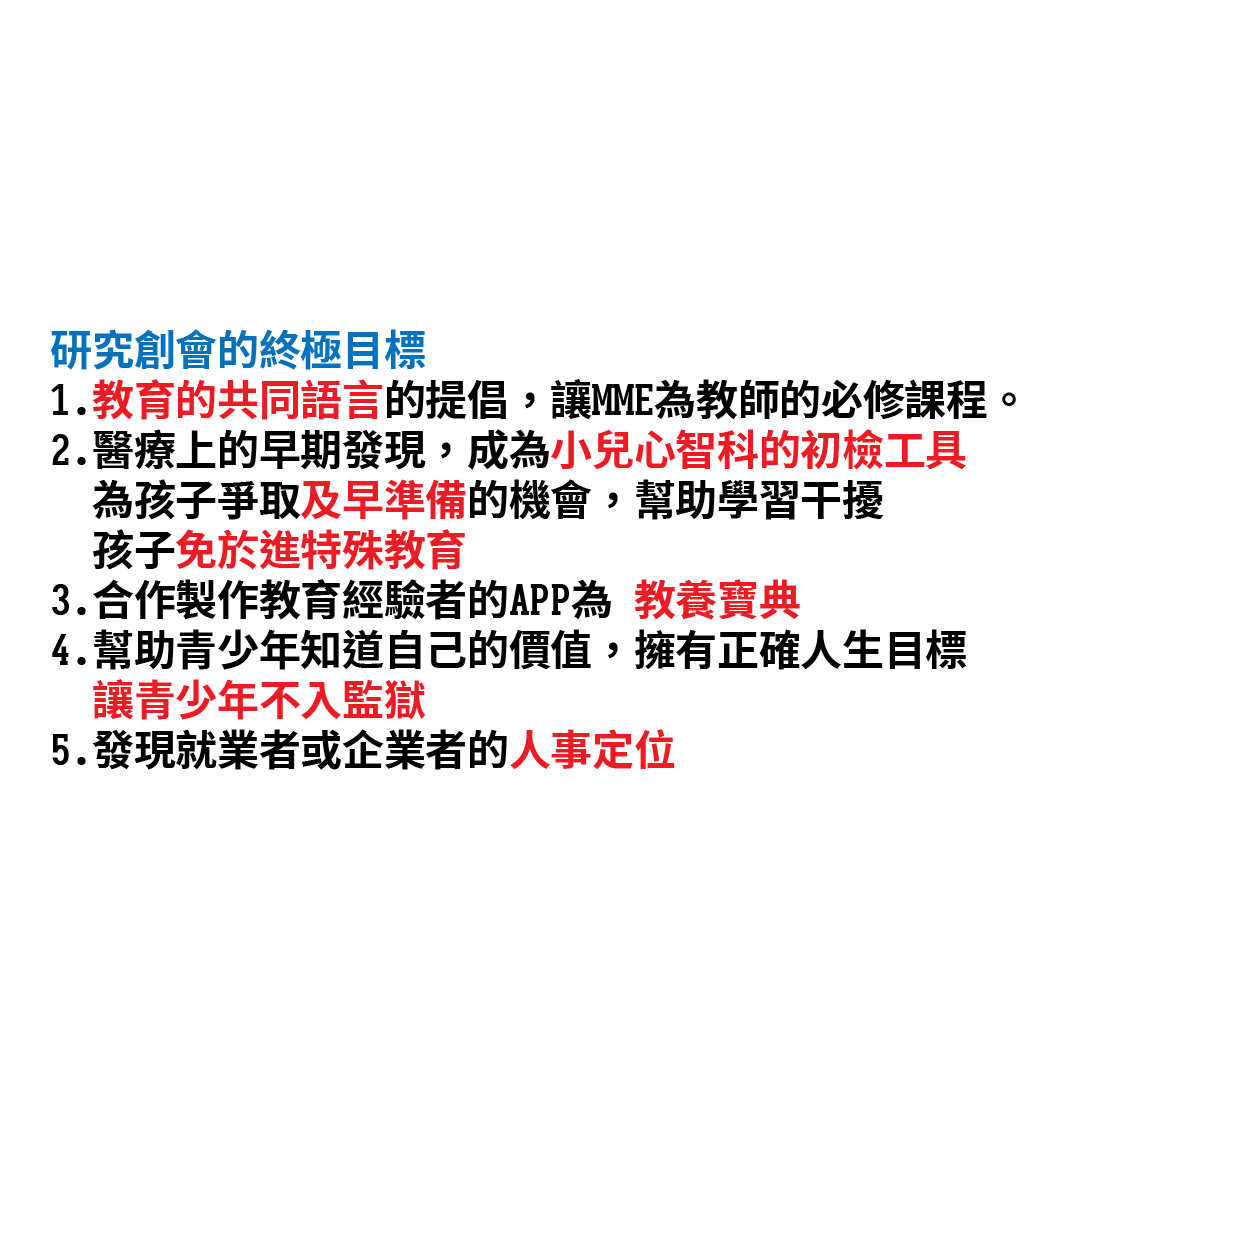 研究創會的終極目標
1.教育的共同語言的提倡，讓MME為教師的必修課程。
2.醫療上的早期發現，成為小兒心智科的初檢工具
為孩子爭取及早準備的機會，幫助學習干擾
孩子免於進特殊教育
3.合作製作教育經驗者的APP為 教養寶典
4.幫助青少年知道自己的價值，擁有正確人生目標
讓青少年不入監獄
5.發現就業者或企業者的人事定位